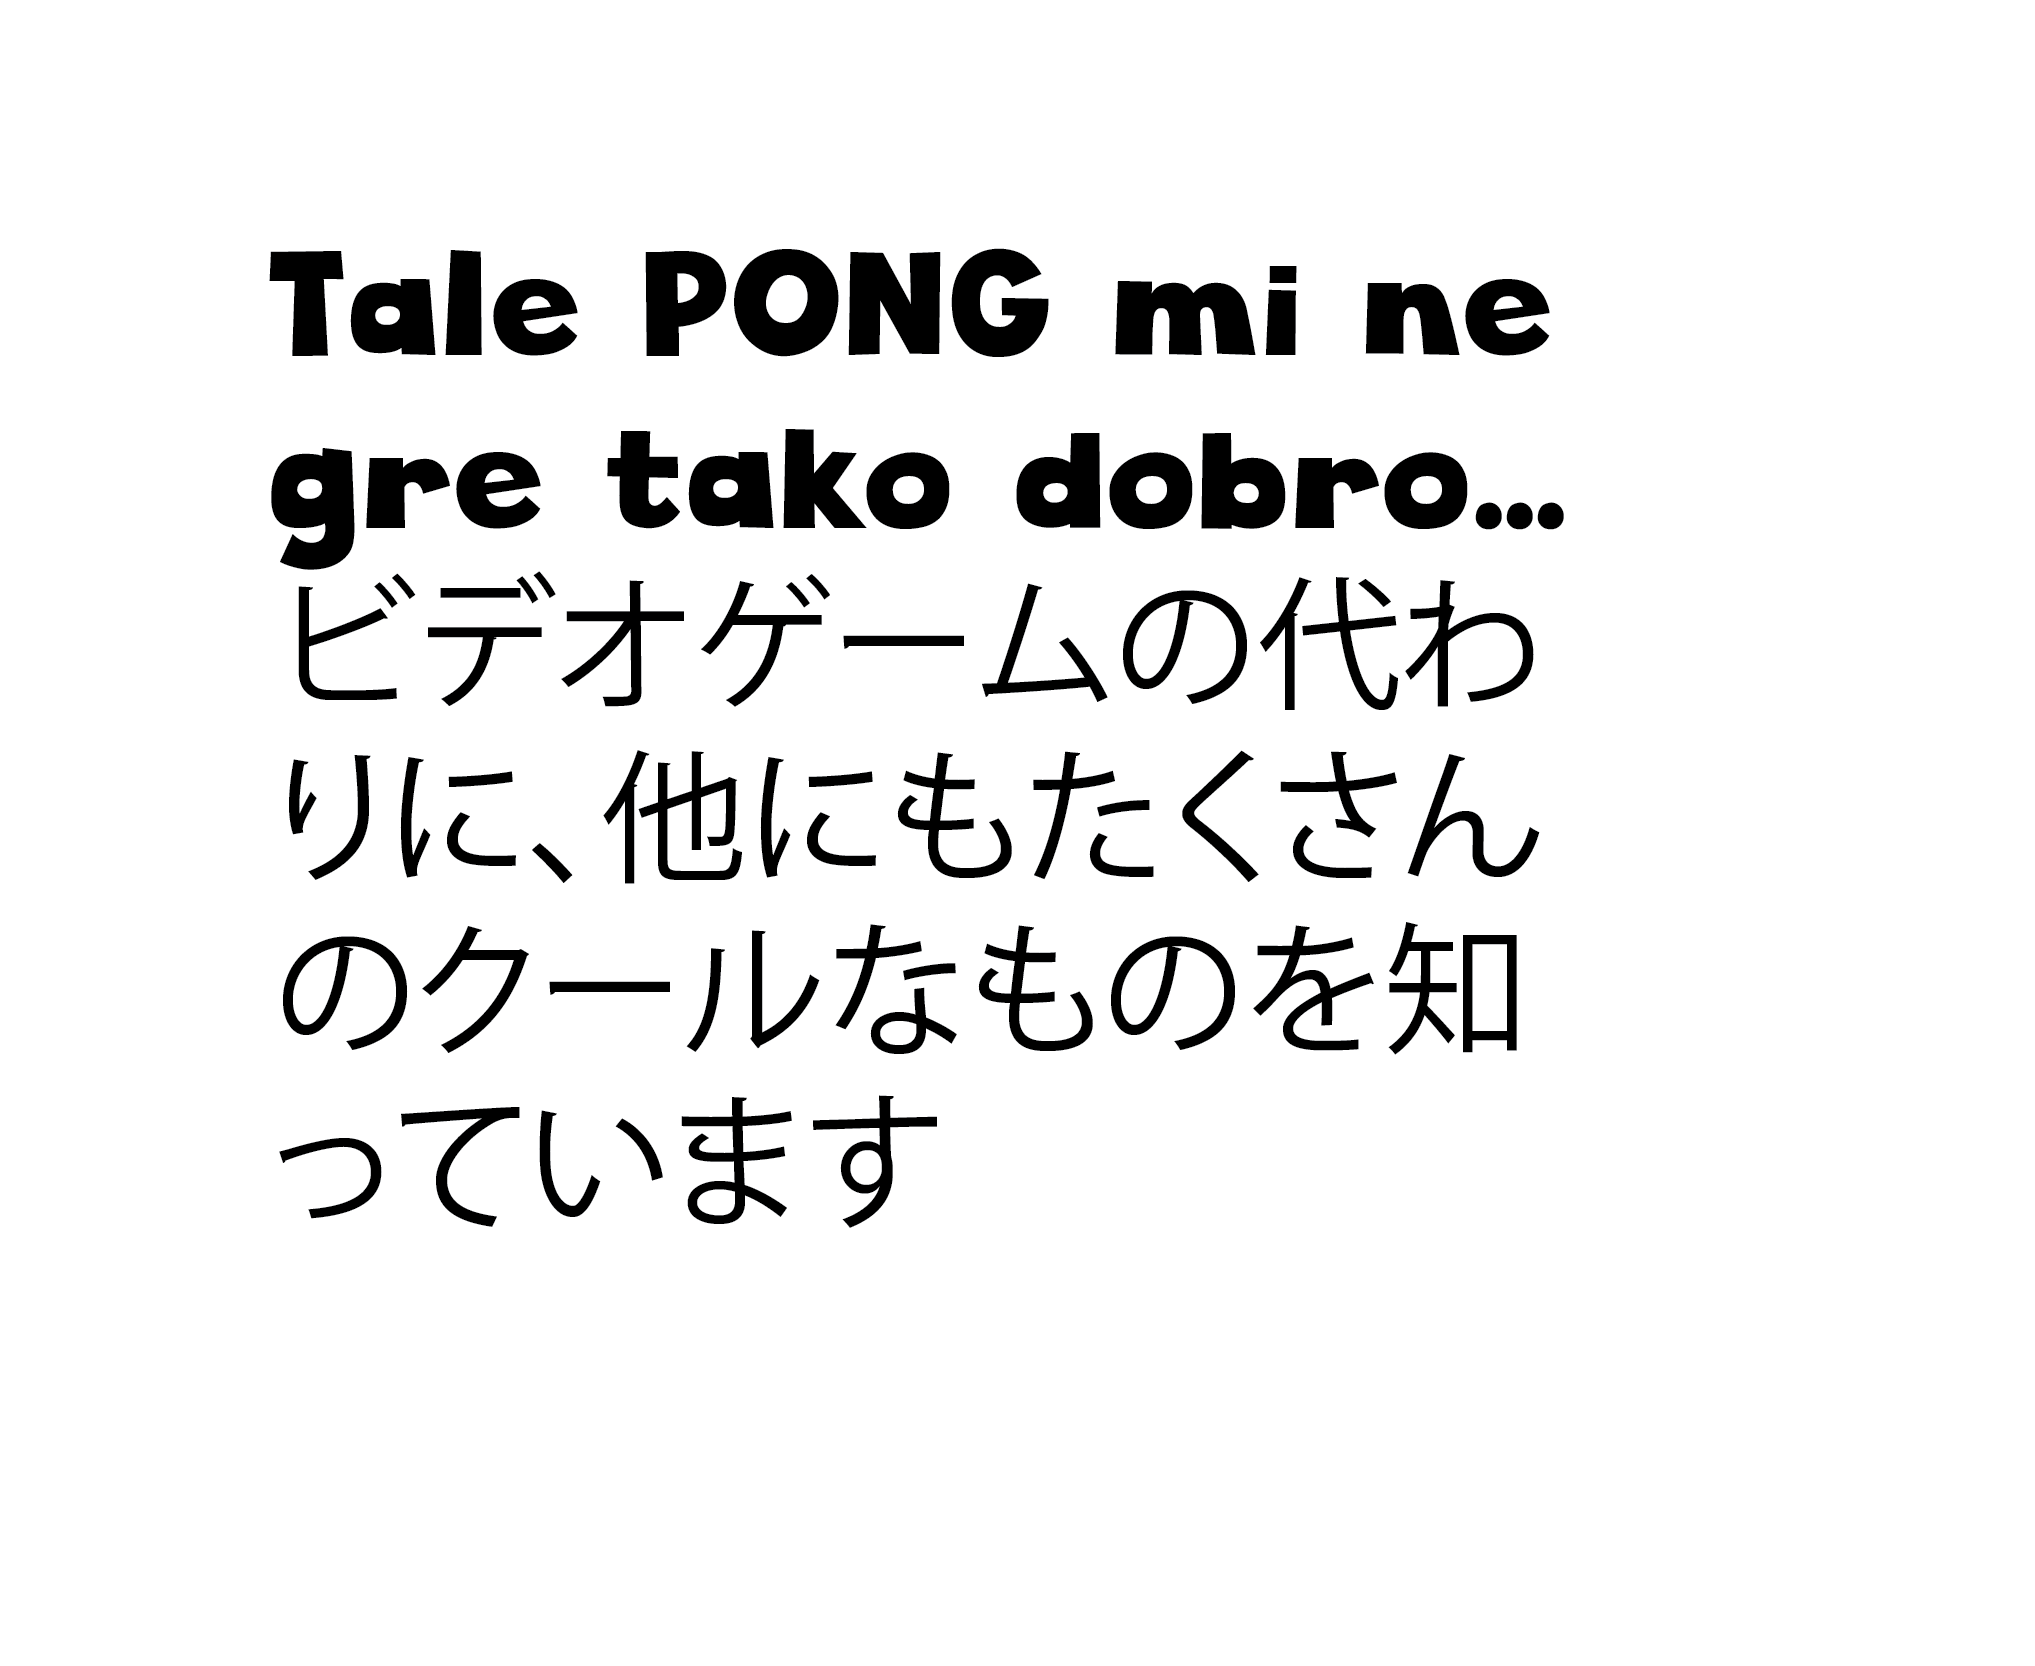 Tale PONG mi ne
gre tako dobro...
ビデオゲームの代わ
りに、他にもたくさん
のクールなものを知
っています